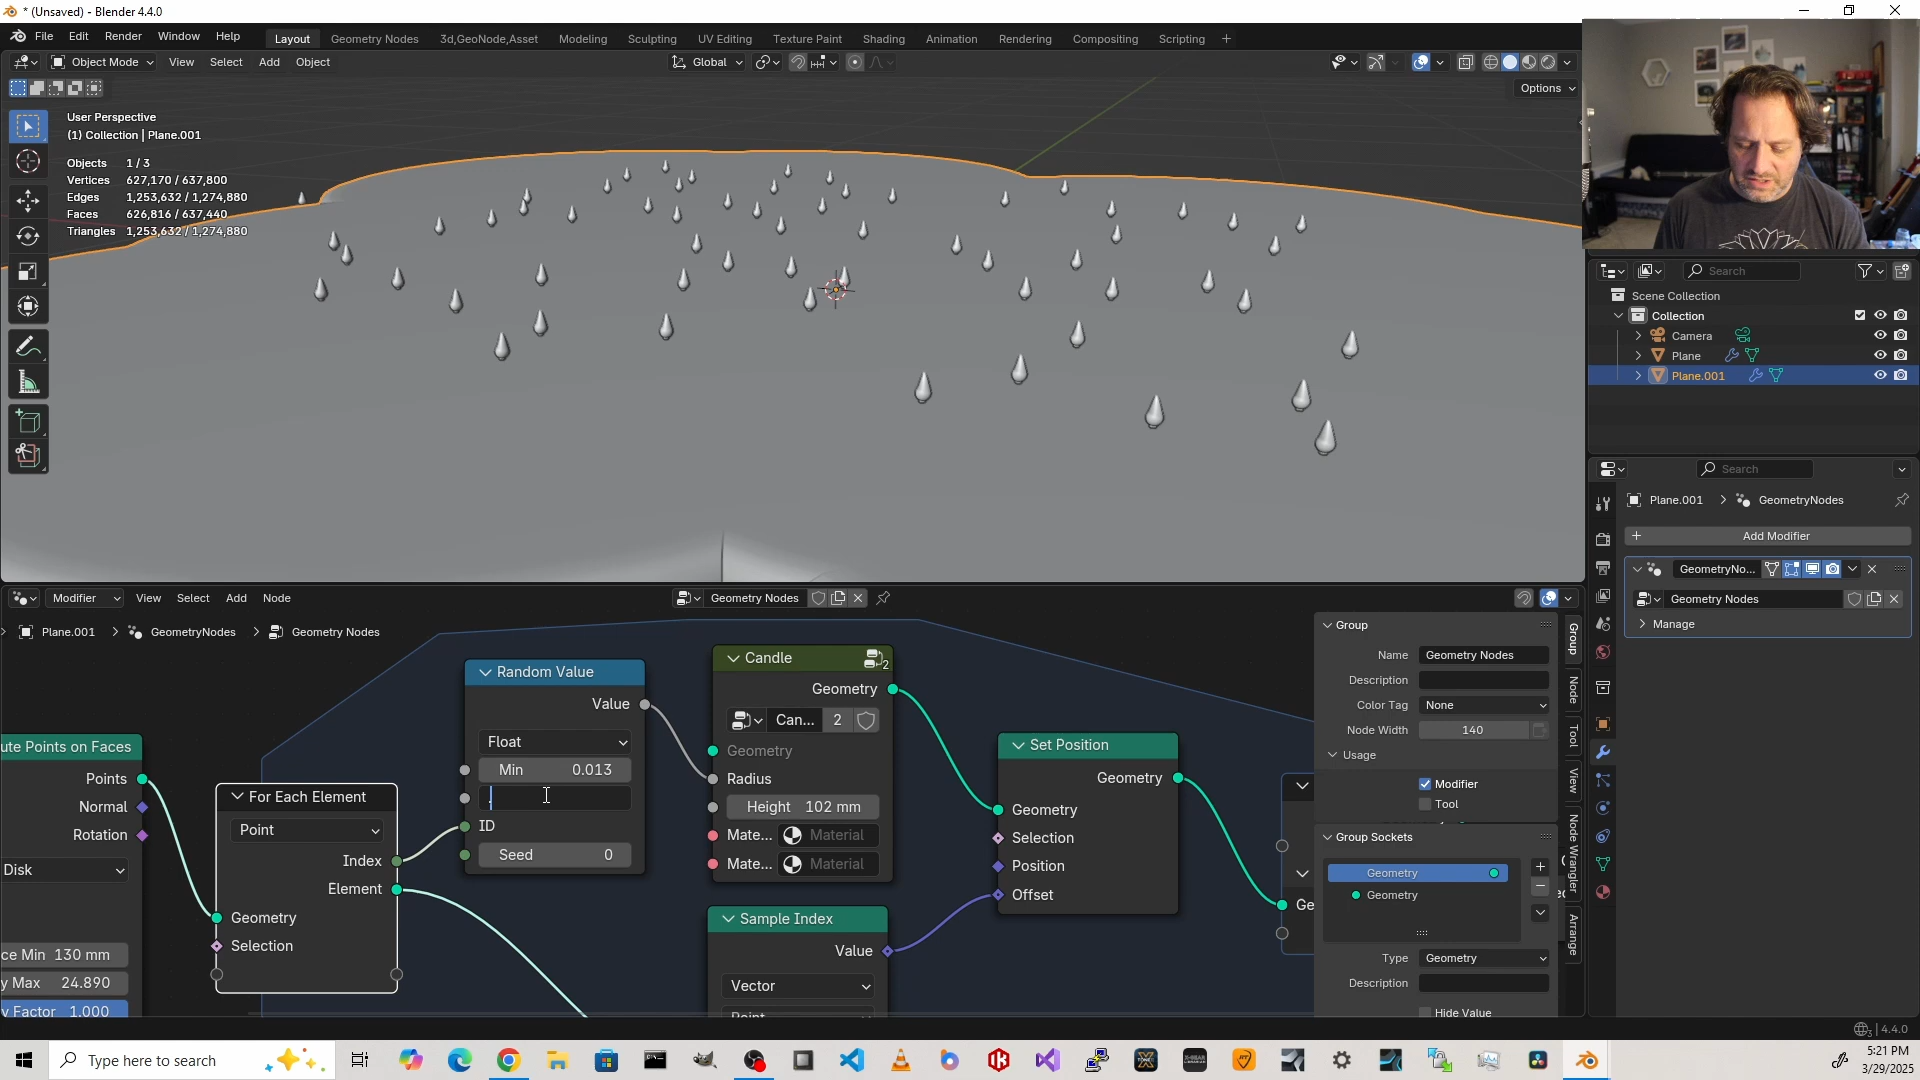 * (Unsaved) - Blender 4.4.0
File Edit Render Window Help
Layout Geometry Nodes 3d,GeoNode,Asset Modeling Sculpting UV Editing Texture Paint Shading Animation Rendering Compositing Scripting +
Object Mode View Select Add Object Global
Options
User Perspective
(1) Collection | Plane.001
Objects 1 / 3
Vertices 627,170 / 637,800
Edges 1,253,632 / 1,274,880
Faces 626,816 / 637,440
Triangles 1,253,632 / 1,274,880
Search
Scene Collection
Collection
Camera
Plane
Plane.001
Search
Plane.001 > GeometryNodes
+ Add Modifier
GeometryNo...
Geometry Nodes
Manage
Modifier View Select Add Node Geometry Nodes
Plane.001 > GeometryNodes > Geometry Nodes
ute Points on Faces
Points
Normal
Rotation
Disk
ce Min 130 mm
y Max 24.890
y Factor 1.000
For Each Element
Point
Index
Element
Geometry
Selection
Random Value
Value
Float
Min 0.013
.
ID
Seed 0
Candle
2
Geometry
Can... 2
Geometry
Radius
Height 102 mm
Mate... Material
Mate... Material
Sample Index
Value
Vector
Point
Set Position
Geometry
Geometry
Selection
Position
Offset
Ge
Group
Name Geometry Nodes
Description
Color Tag None
Node Width 140
Usage
Modifier
Tool
Group Sockets
Geometry
Geometry
Type Geometry
Description
Hide Value
Group
Node
Tool
View
Node Wrangler
Arrange
4.4.0
Type here to search
5:21 PM
3/29/2025